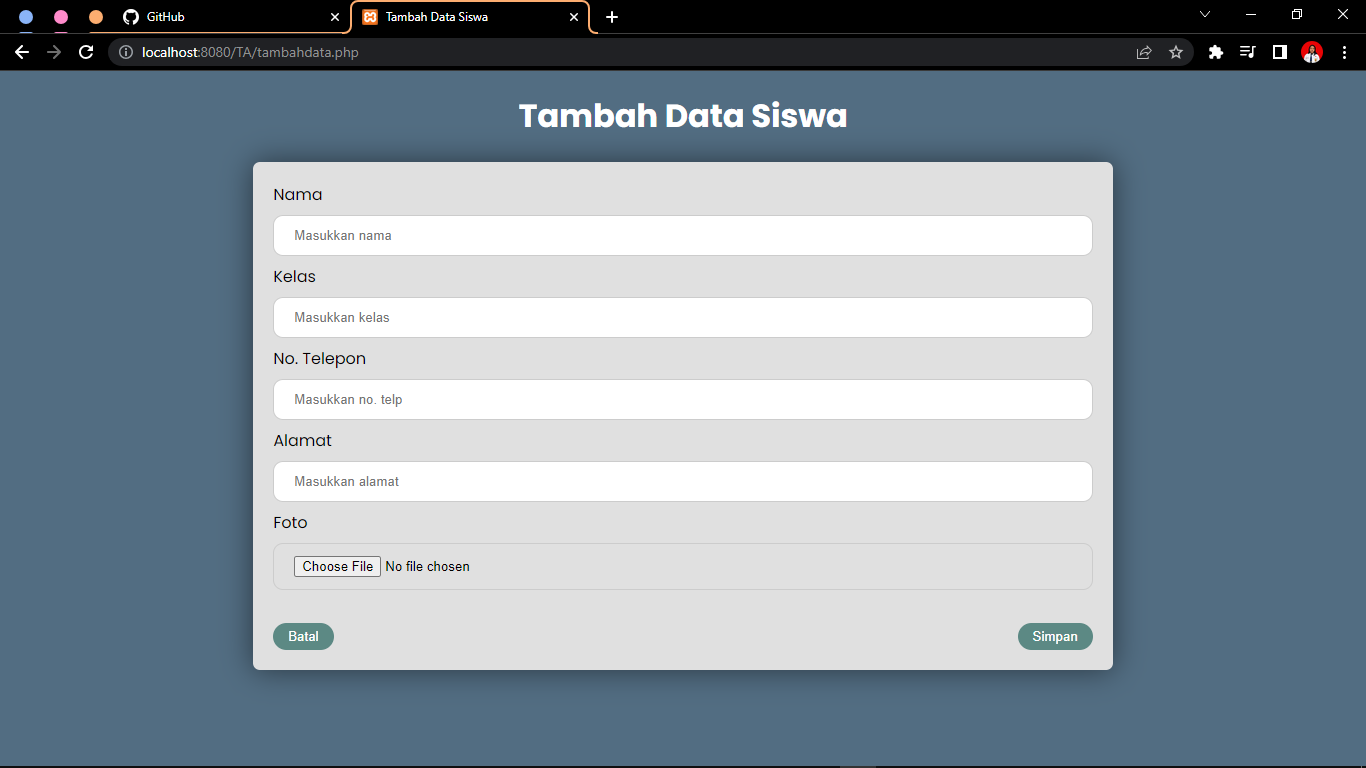 GitHub
Tambah Data Siswa
localhost:8080/TA/tambahdata.php
Tambah Data Siswa
Nama
Masukkan nama
Kelas
Masukkan kelas
No. Telepon
Masukkan no. telp
Alamat
Masukkan alamat
Foto
Choose File No file chosen
Batal Simpan